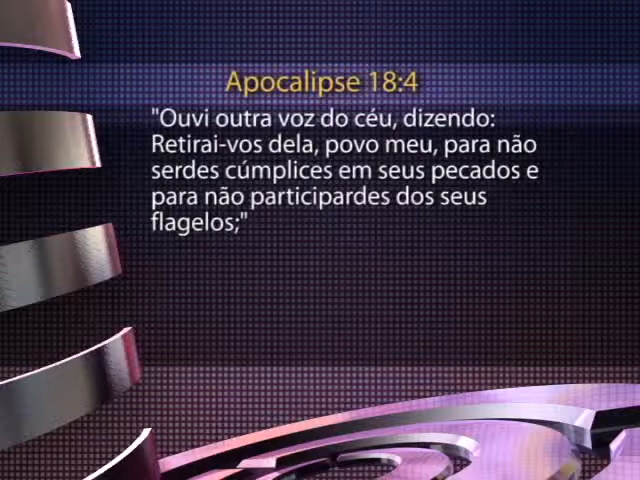 Apocalipse 18:4
"Ouvi outra voz do céu, dizendo:
Retirai-vos dela, povo meu, para não
serdes cúmplices em seus pecados e
para não participardes dos seus
flagelos;"